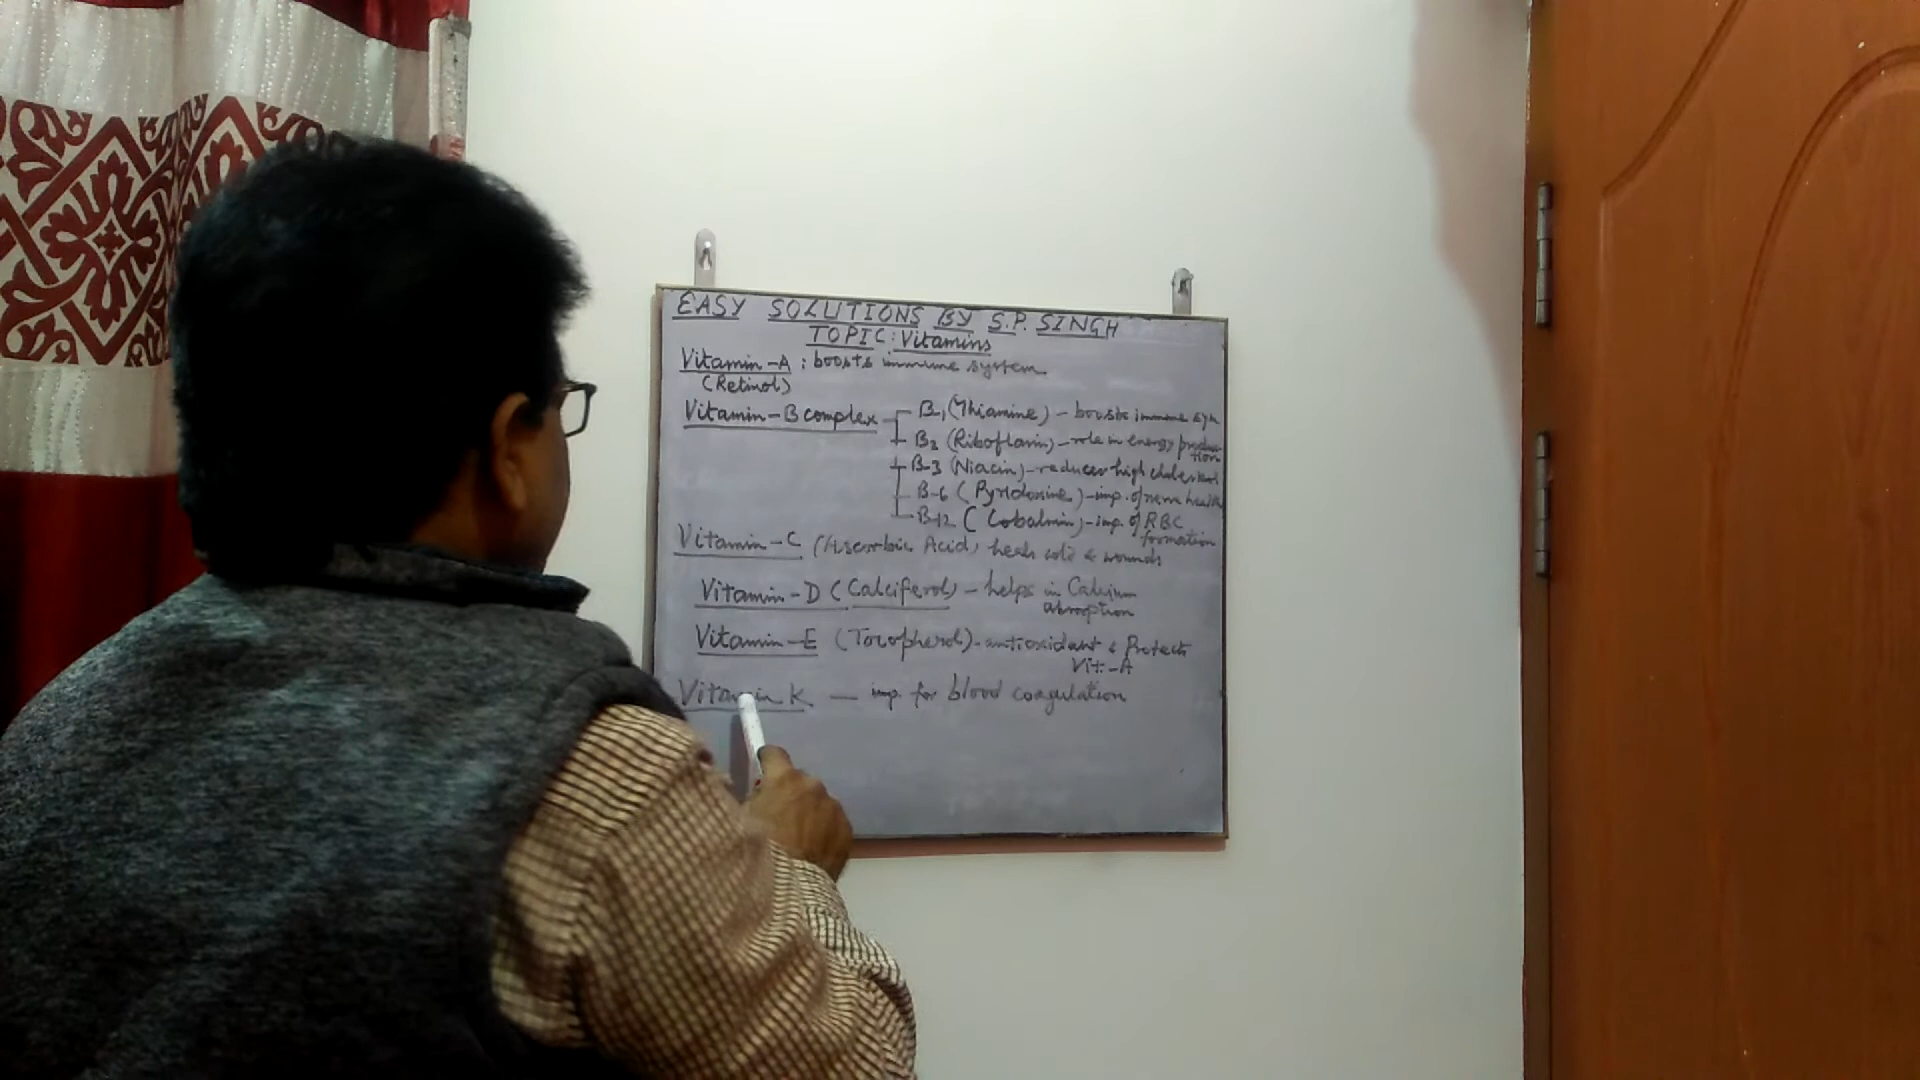 EASY SOLUTIONS BY S.P. SINGH
TOPIC: Vitamins
Vitamin-A : boosts immune system
(Retinol)
Vitamin-B complex
B1 (Thiamine) - boosts immune sys
B2 (Riboflavin) - role in energy production
B-3 (Niacin) - reduces high cholesterol
B-6 (Pyridoxine) - imp. of nerve health
B-12 (Cobalmin) - imp. of RBC formation
Vitamin-C (Ascorbic Acid) heals cold & wounds
Vitamin-D (Calciferol) - helps in Calcium
absorption
Vitamin-E (Tocopherol) - antioxidant & Protects
Vit.-A
Vitamin K — imp. for blood coagulation